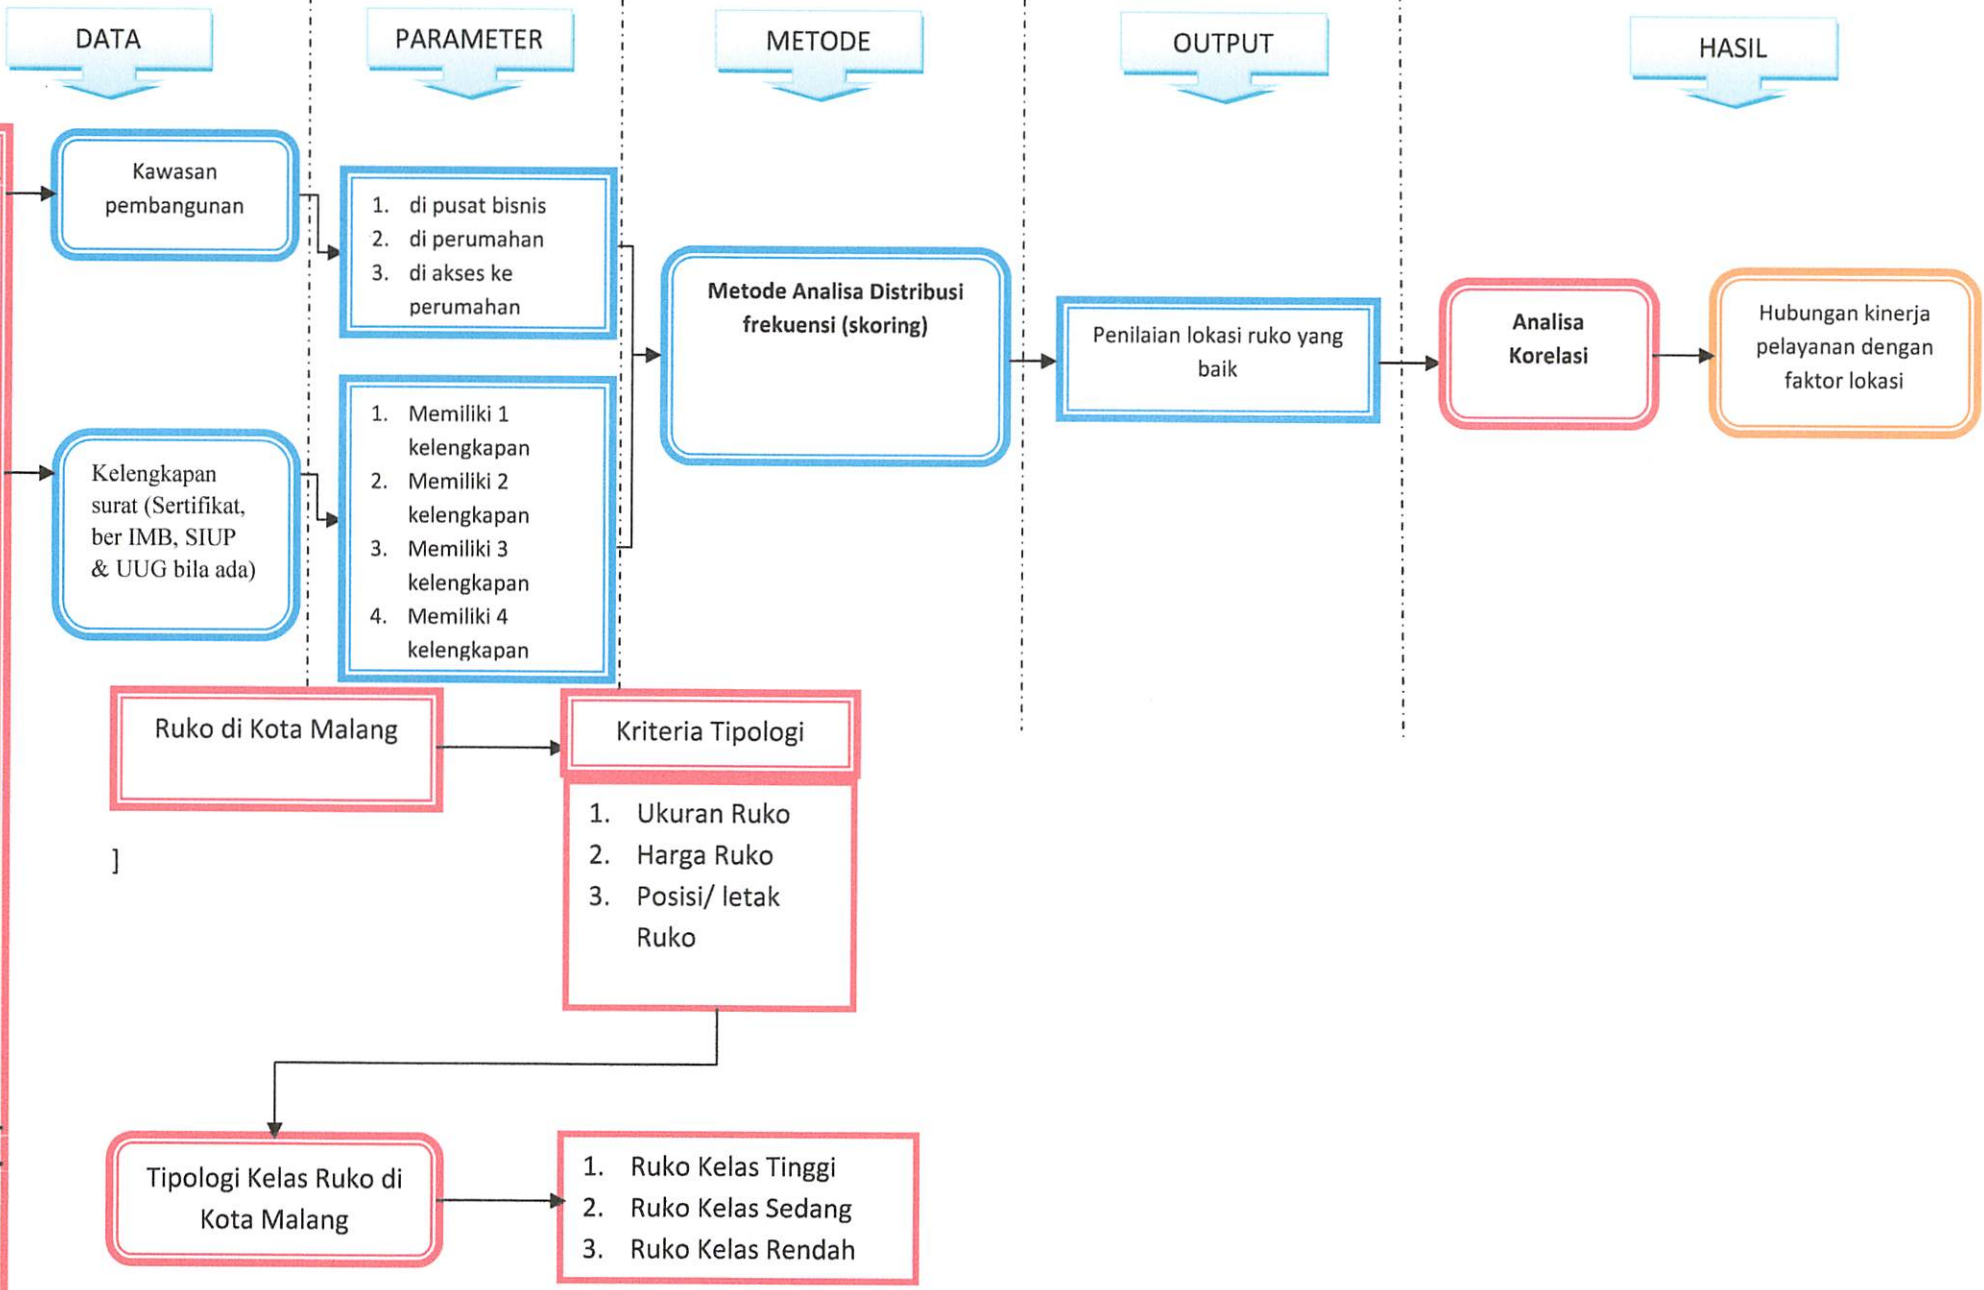 DATA
PARAMETER
METODE
OUTPUT
HASIL
Kawasan
pembangunan
1. di pusat bisnis
2. di perumahan
3. di akses ke
perumahan
Metode Analisa Distribusi
frekuensi (skoring)
Penilaian lokasi ruko yang
baik
Analisa
Korelasi
Hubungan kinerja
pelayanan dengan
faktor lokasi
Kelengkapan
surat (Sertifikat,
ber IMB, SIUP
& UUG bila ada)
1. Memiliki 1
kelengkapan
2. Memiliki 2
kelengkapan
3. Memiliki 3
kelengkapan
4. Memiliki 4
kelengkapan
Ruko di Kota Malang
Kriteria Tipologi
1. Ukuran Ruko
2. Harga Ruko
3. Posisi/ letak
Ruko
]
Tipologi Kelas Ruko di
Kota Malang
1. Ruko Kelas Tinggi
2. Ruko Kelas Sedang
3. Ruko Kelas Rendah